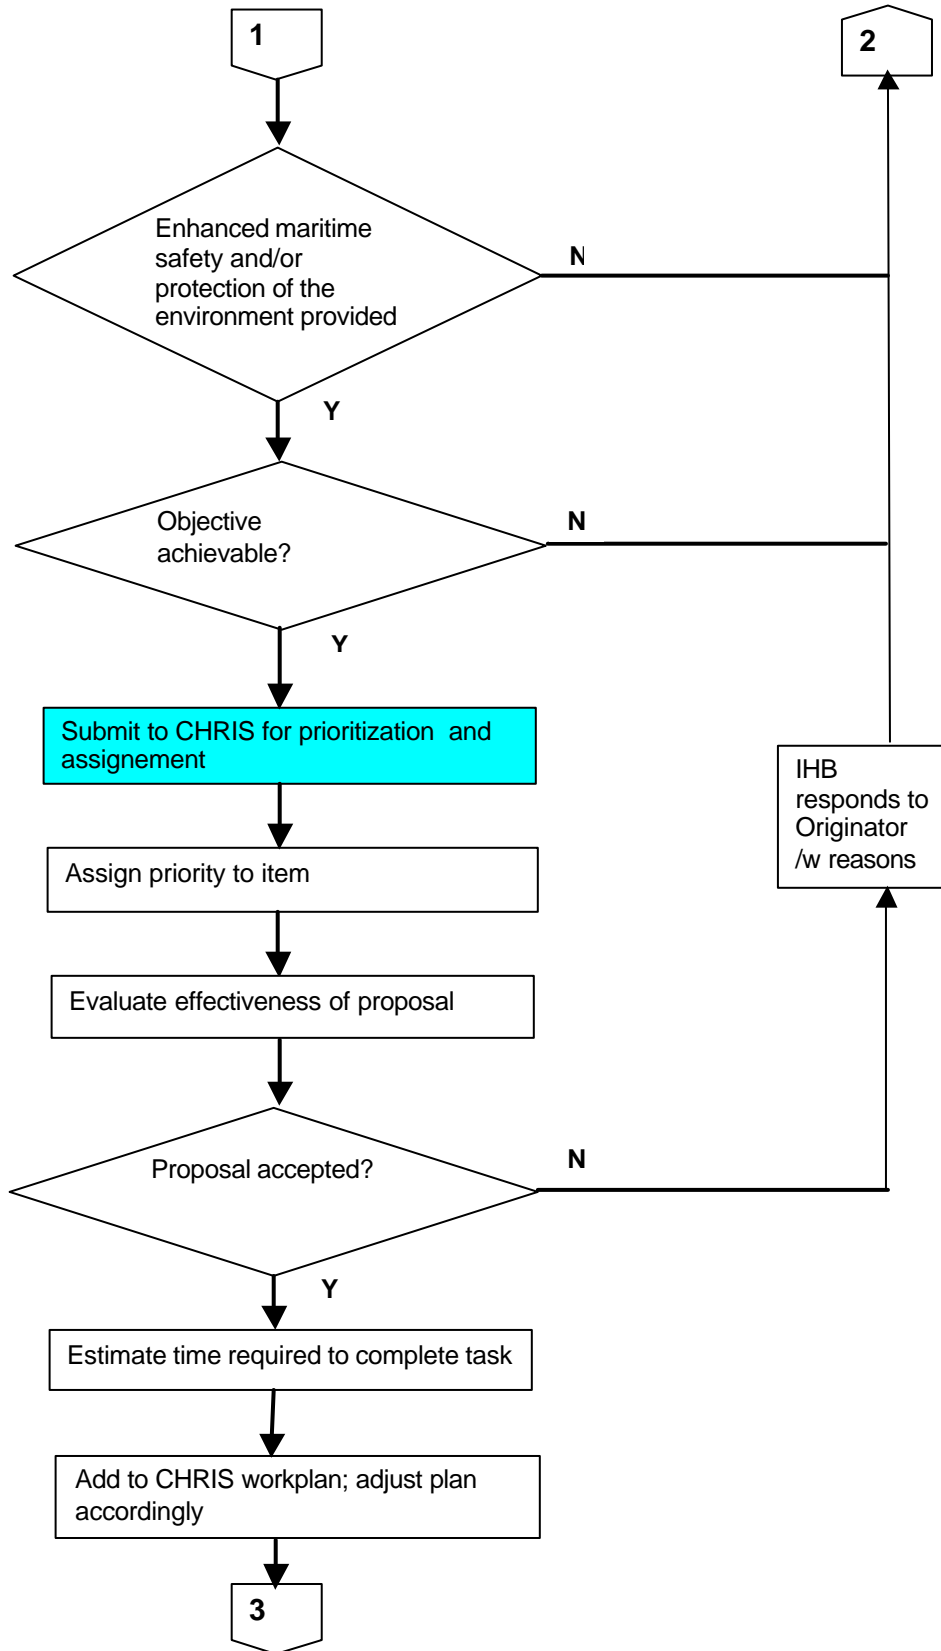 1
2
Enhanced maritime
safety and/or
protection of the
environment provided
N
Y
Objective
achievable?
N
Y
Submit to CHRIS for prioritization  and
assignement
IHB
responds to
Originator
/w reasons
Assign priority to item
Evaluate effectiveness of proposal
Proposal accepted?
N
Y
Estimate time required to complete task
Add to CHRIS workplan; adjust plan
accordingly
3